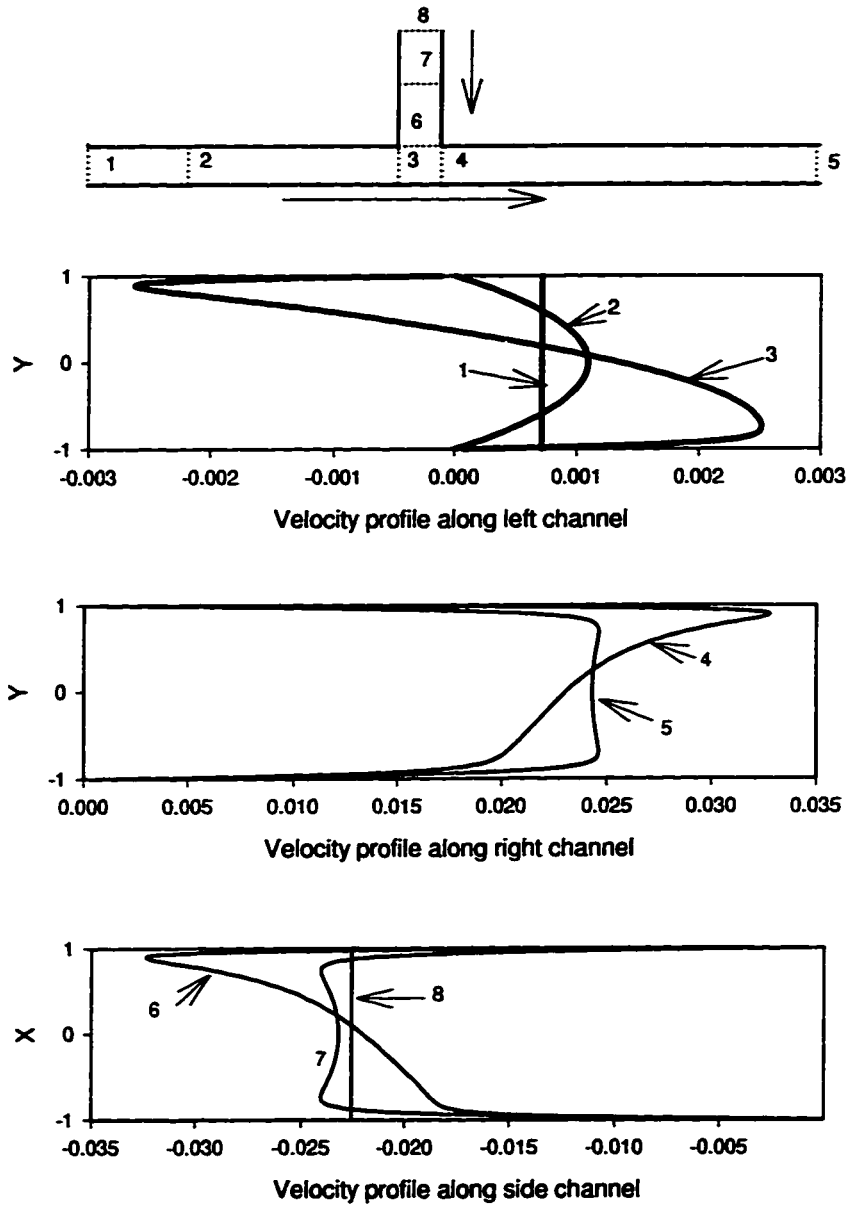 8
7
6
1 2 3 4 5
1
0
-1
Y
2
1
3
-0.003 -0.002 -0.001 0.000 0.001 0.002 0.003
Velocity profile along left channel
1
0
-1
Y
4
5
0.000 0.005 0.010 0.015 0.020 0.025 0.030 0.035
Velocity profile along right channel
1
0
-1
X
6
8
7
-0.035 -0.030 -0.025 -0.020 -0.015 -0.010 -0.005
Velocity profile along side channel